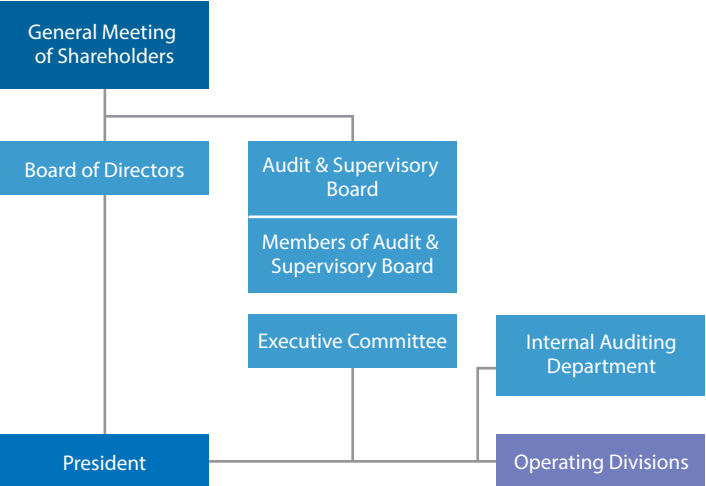 General Meeting
of Shareholders
Board of Directors
Audit & Supervisory
Board
Members of Audit &
Supervisory Board
Executive Committee
Internal Auditing
Department
President
Operating Divisions